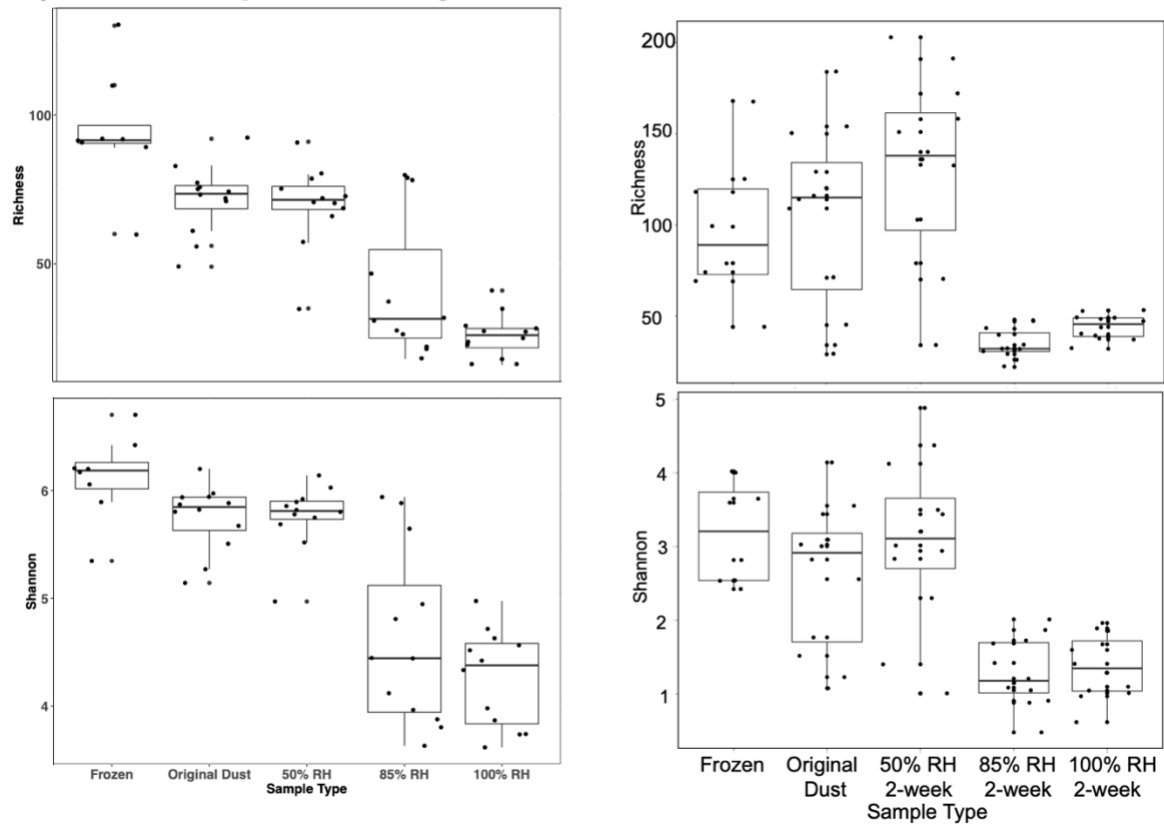 Richness
100
50
Shannon
6
5
4
Frozen Original Dust 50% RH 85% RH 100% RH
Sample Type
Richness
200
150
100
50
Shannon
5
4
3
2
1
Frozen Original 50% RH 85% RH 100% RH
Dust 2-week 2-week 2-week
Sample Type